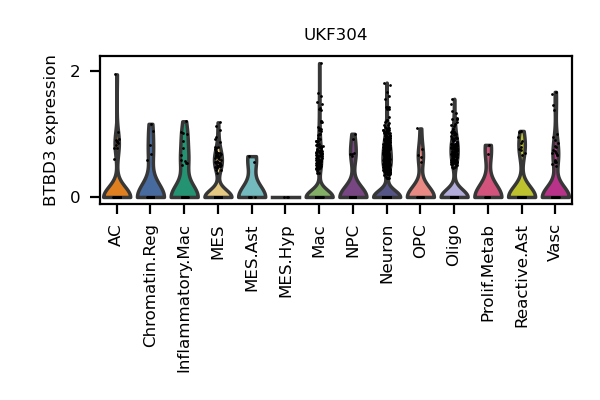 UKF304
BTBD3 expression
2
0
AC
Chromatin.Reg
Inflammatory.Mac
MES
MES.Ast
MES.Hyp
Mac
NPC
Neuron
OPC
Oligo
Prolif.Metab
Reactive.Ast
Vasc